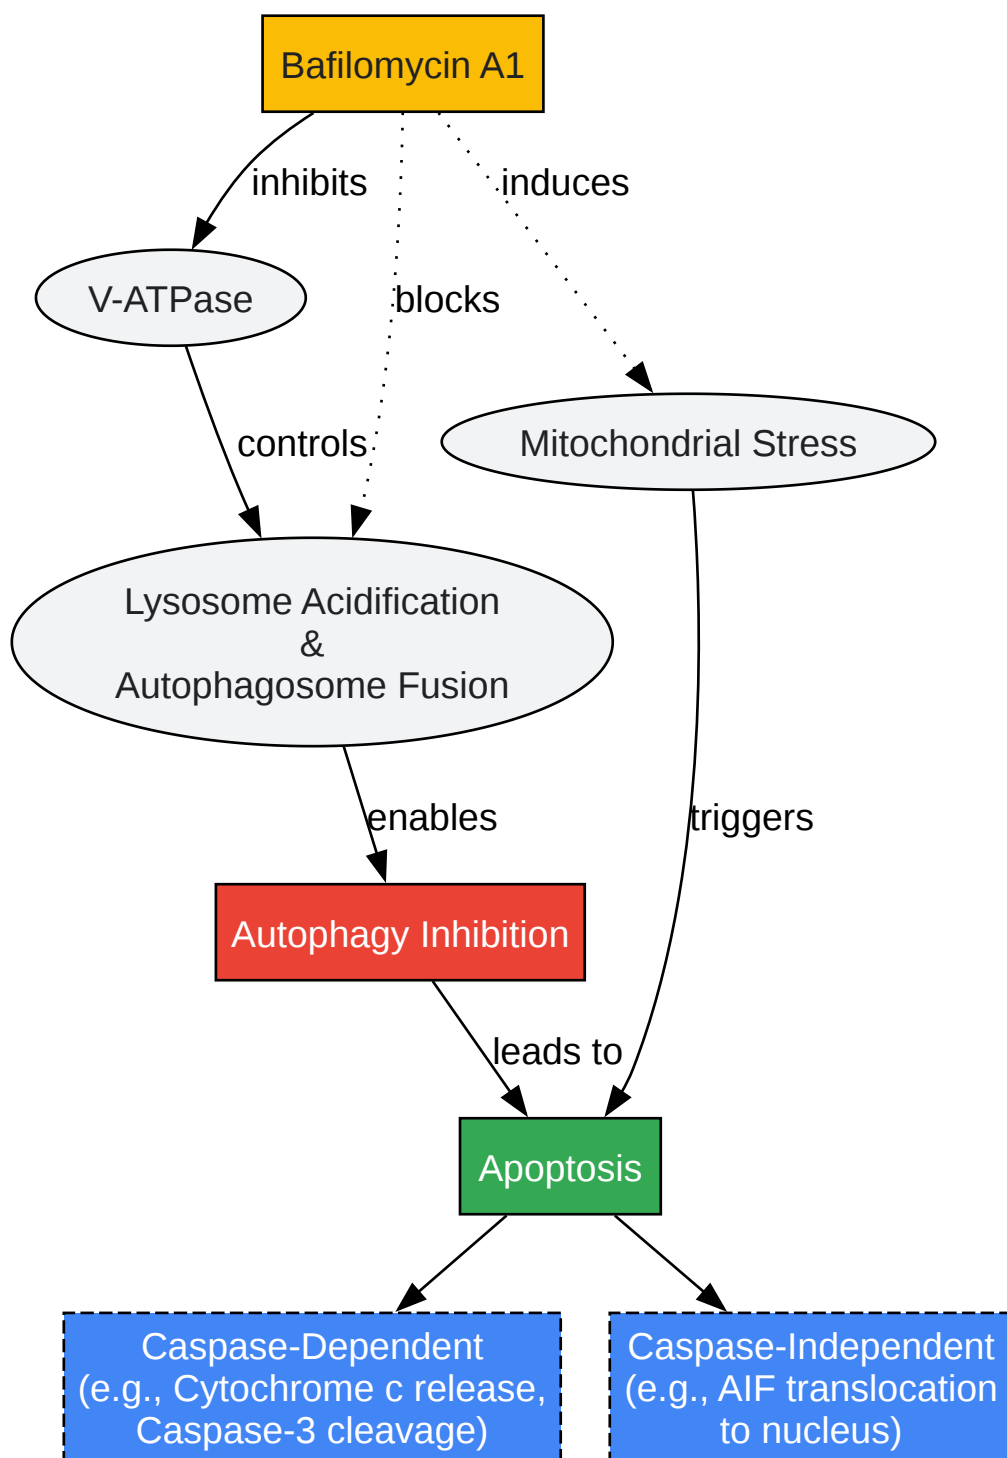 Bafilomycin A1
inhibits
induces
V-ATPase
blocks
controls
Mitochondrial Stress
Lysosome Acidification
&
Autophagosome Fusion
enables
triggers
Autophagy Inhibition
leads to
Apoptosis
Caspase-Dependent
(e.g., Cytochrome c release,
Caspase-3 cleavage)
Caspase-Independent
(e.g., AIF translocation
to nucleus)